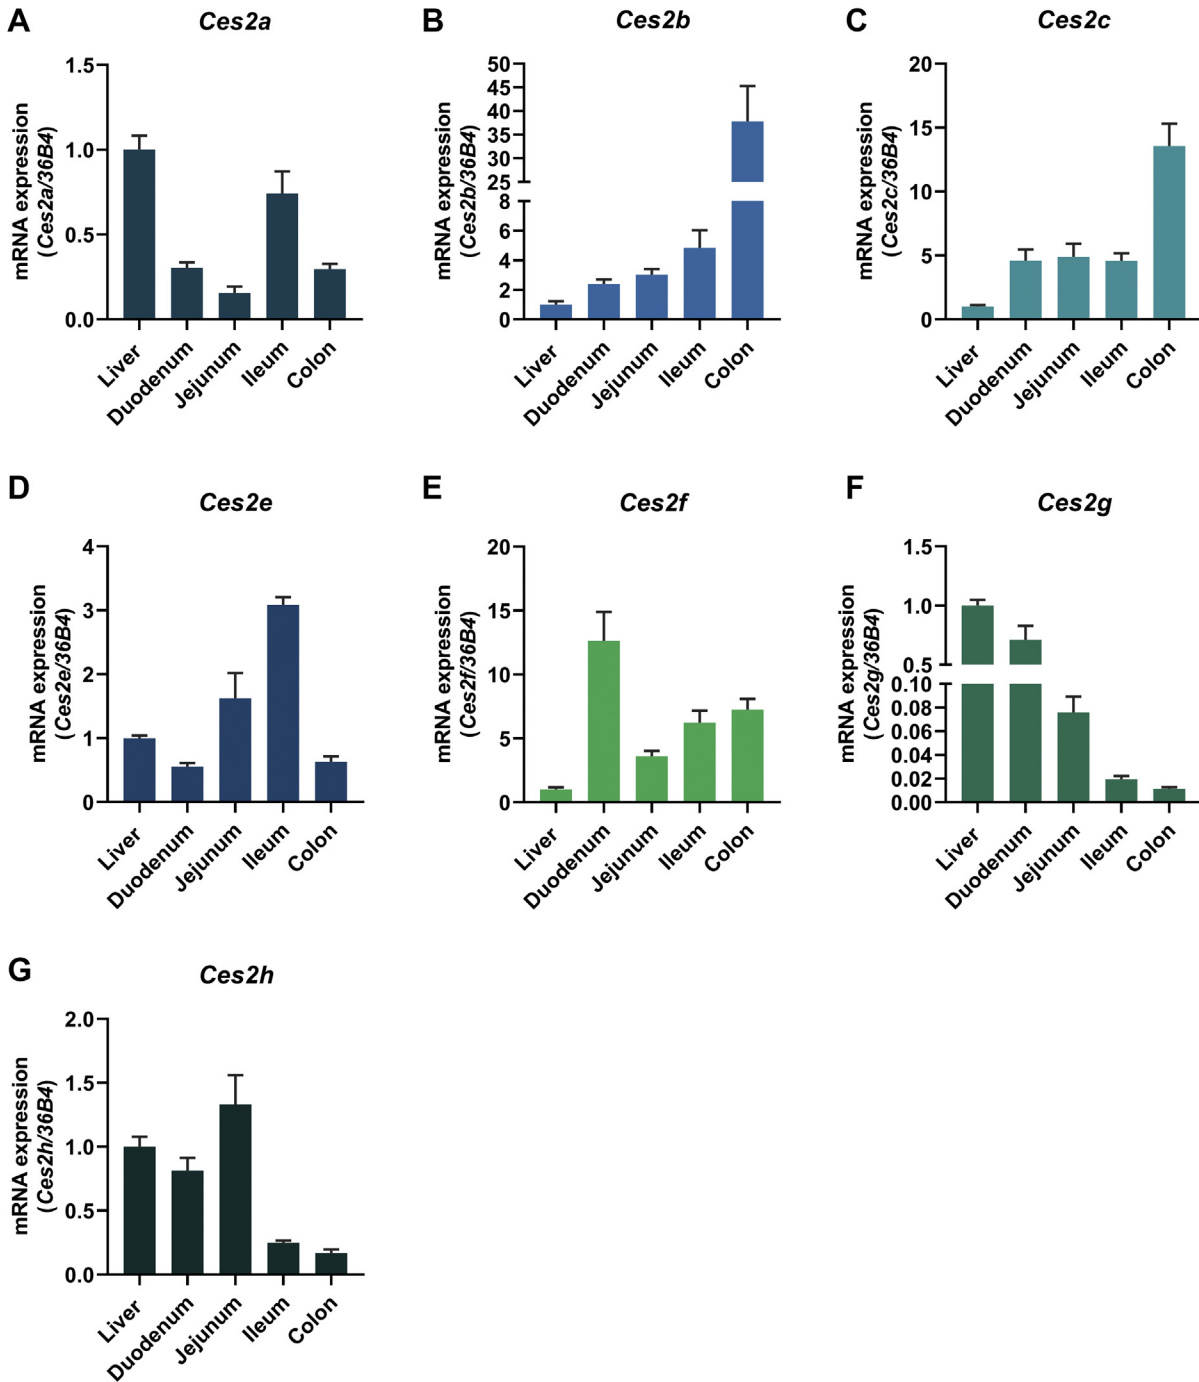 A
Ces2a
mRNA expression
(Ces2a/36B4)
1.5
1.0
0.5
0.0
Liver
Duodenum
Jejunum
Ileum
Colon
B
Ces2b
mRNA expression
(Ces2b/36B4)
50
45
40
35
30
25
8
6
4
2
0
Liver
Duodenum
Jejunum
Ileum
Colon
C
Ces2c
mRNA expression
(Ces2c/36B4)
20
15
10
5
0
Liver
Duodenum
Jejunum
Ileum
Colon
D
Ces2e
mRNA expression
(Ces2e/36B4)
4
3
2
1
0
Liver
Duodenum
Jejunum
Ileum
Colon
E
Ces2f
mRNA expression
(Ces2f/36B4)
20
15
10
5
0
Liver
Duodenum
Jejunum
Ileum
Colon
F
Ces2g
mRNA expression
(Ces2g/36B4)
1.5
1.0
0.5
0.10
0.08
0.06
0.04
0.02
0.00
Liver
Duodenum
Jejunum
Ileum
Colon
G
Ces2h
mRNA expression
(Ces2h/36B4)
2.0
1.5
1.0
0.5
0.0
Liver
Duodenum
Jejunum
Ileum
Colon